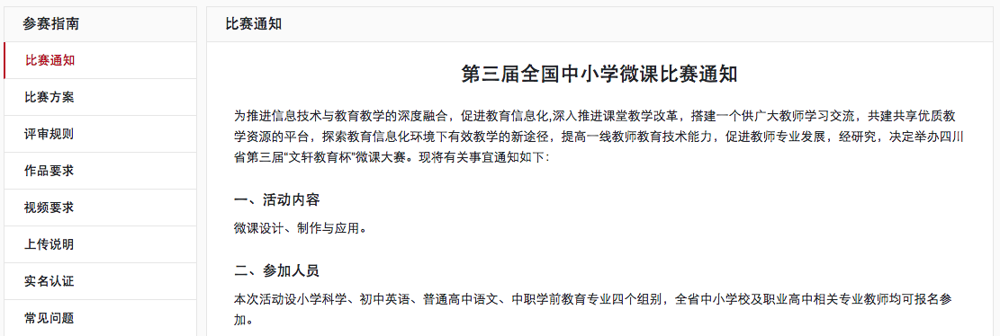 参赛指南
比赛通知
比赛方案
评审规则
作品要求
视频要求
上传说明
实名认证
常见问题
比赛通知
第三届全国中小学微课比赛通知
为推进信息技术与教育教学的深度融合，促进教育信息化,深入推进课堂教学改革，搭建一个供广大教师学习交流，共建共享优质教
学资源的平台，探索教育信息化环境下有效教学的新途径，提高一线教师教育技术能力，促进教师专业发展，经研究，决定举办四川
省第三届“文轩教育杯”微课大赛。现将有关事宜通知如下：
一、活动内容
微课设计、制作与应用。
二、参加人员
本次活动设小学科学、初中英语、普通高中语文、中职学前教育专业四个组别，全省中小学校及职业高中相关专业教师均可报名参
加。